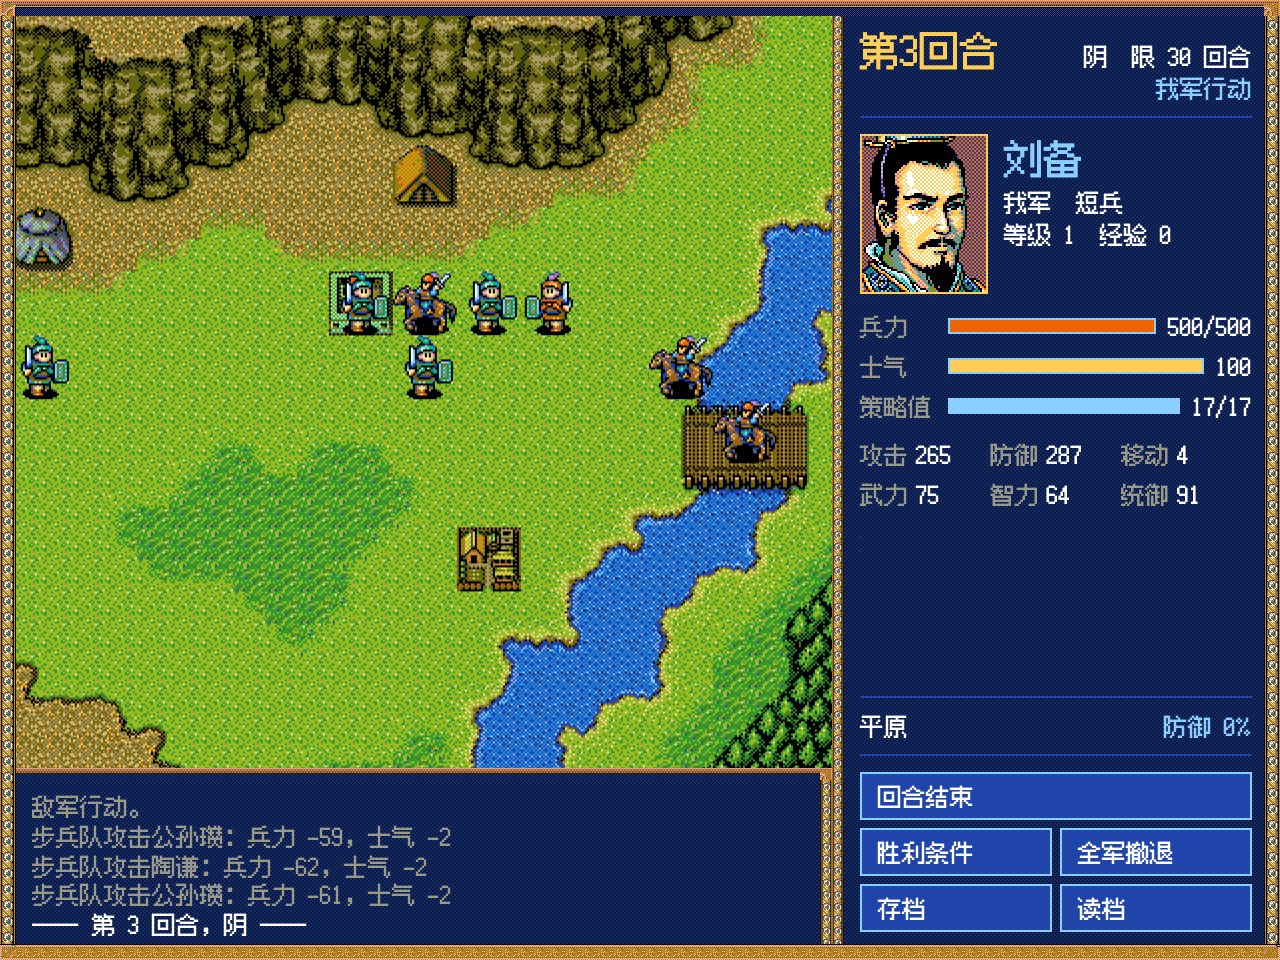 第3回合
阴 限 30 回合
我军行动
刘备
我军 短兵
等级 1 经验 0
兵力 500/500
士气 100
策略值 17/17
攻击 265 防御 287 移动 4
武力 75 智力 64 统御 91
平原 防御 0%
回合结束
胜利条件 全军撤退
存档 读档
敌军行动。
步兵队攻击公孙瓒：兵力 -59，士气 -2
步兵队攻击陶谦：兵力 -62，士气 -2
步兵队攻击公孙瓒：兵力 -61，士气 -2
—— 第 3 回合，阴 ——